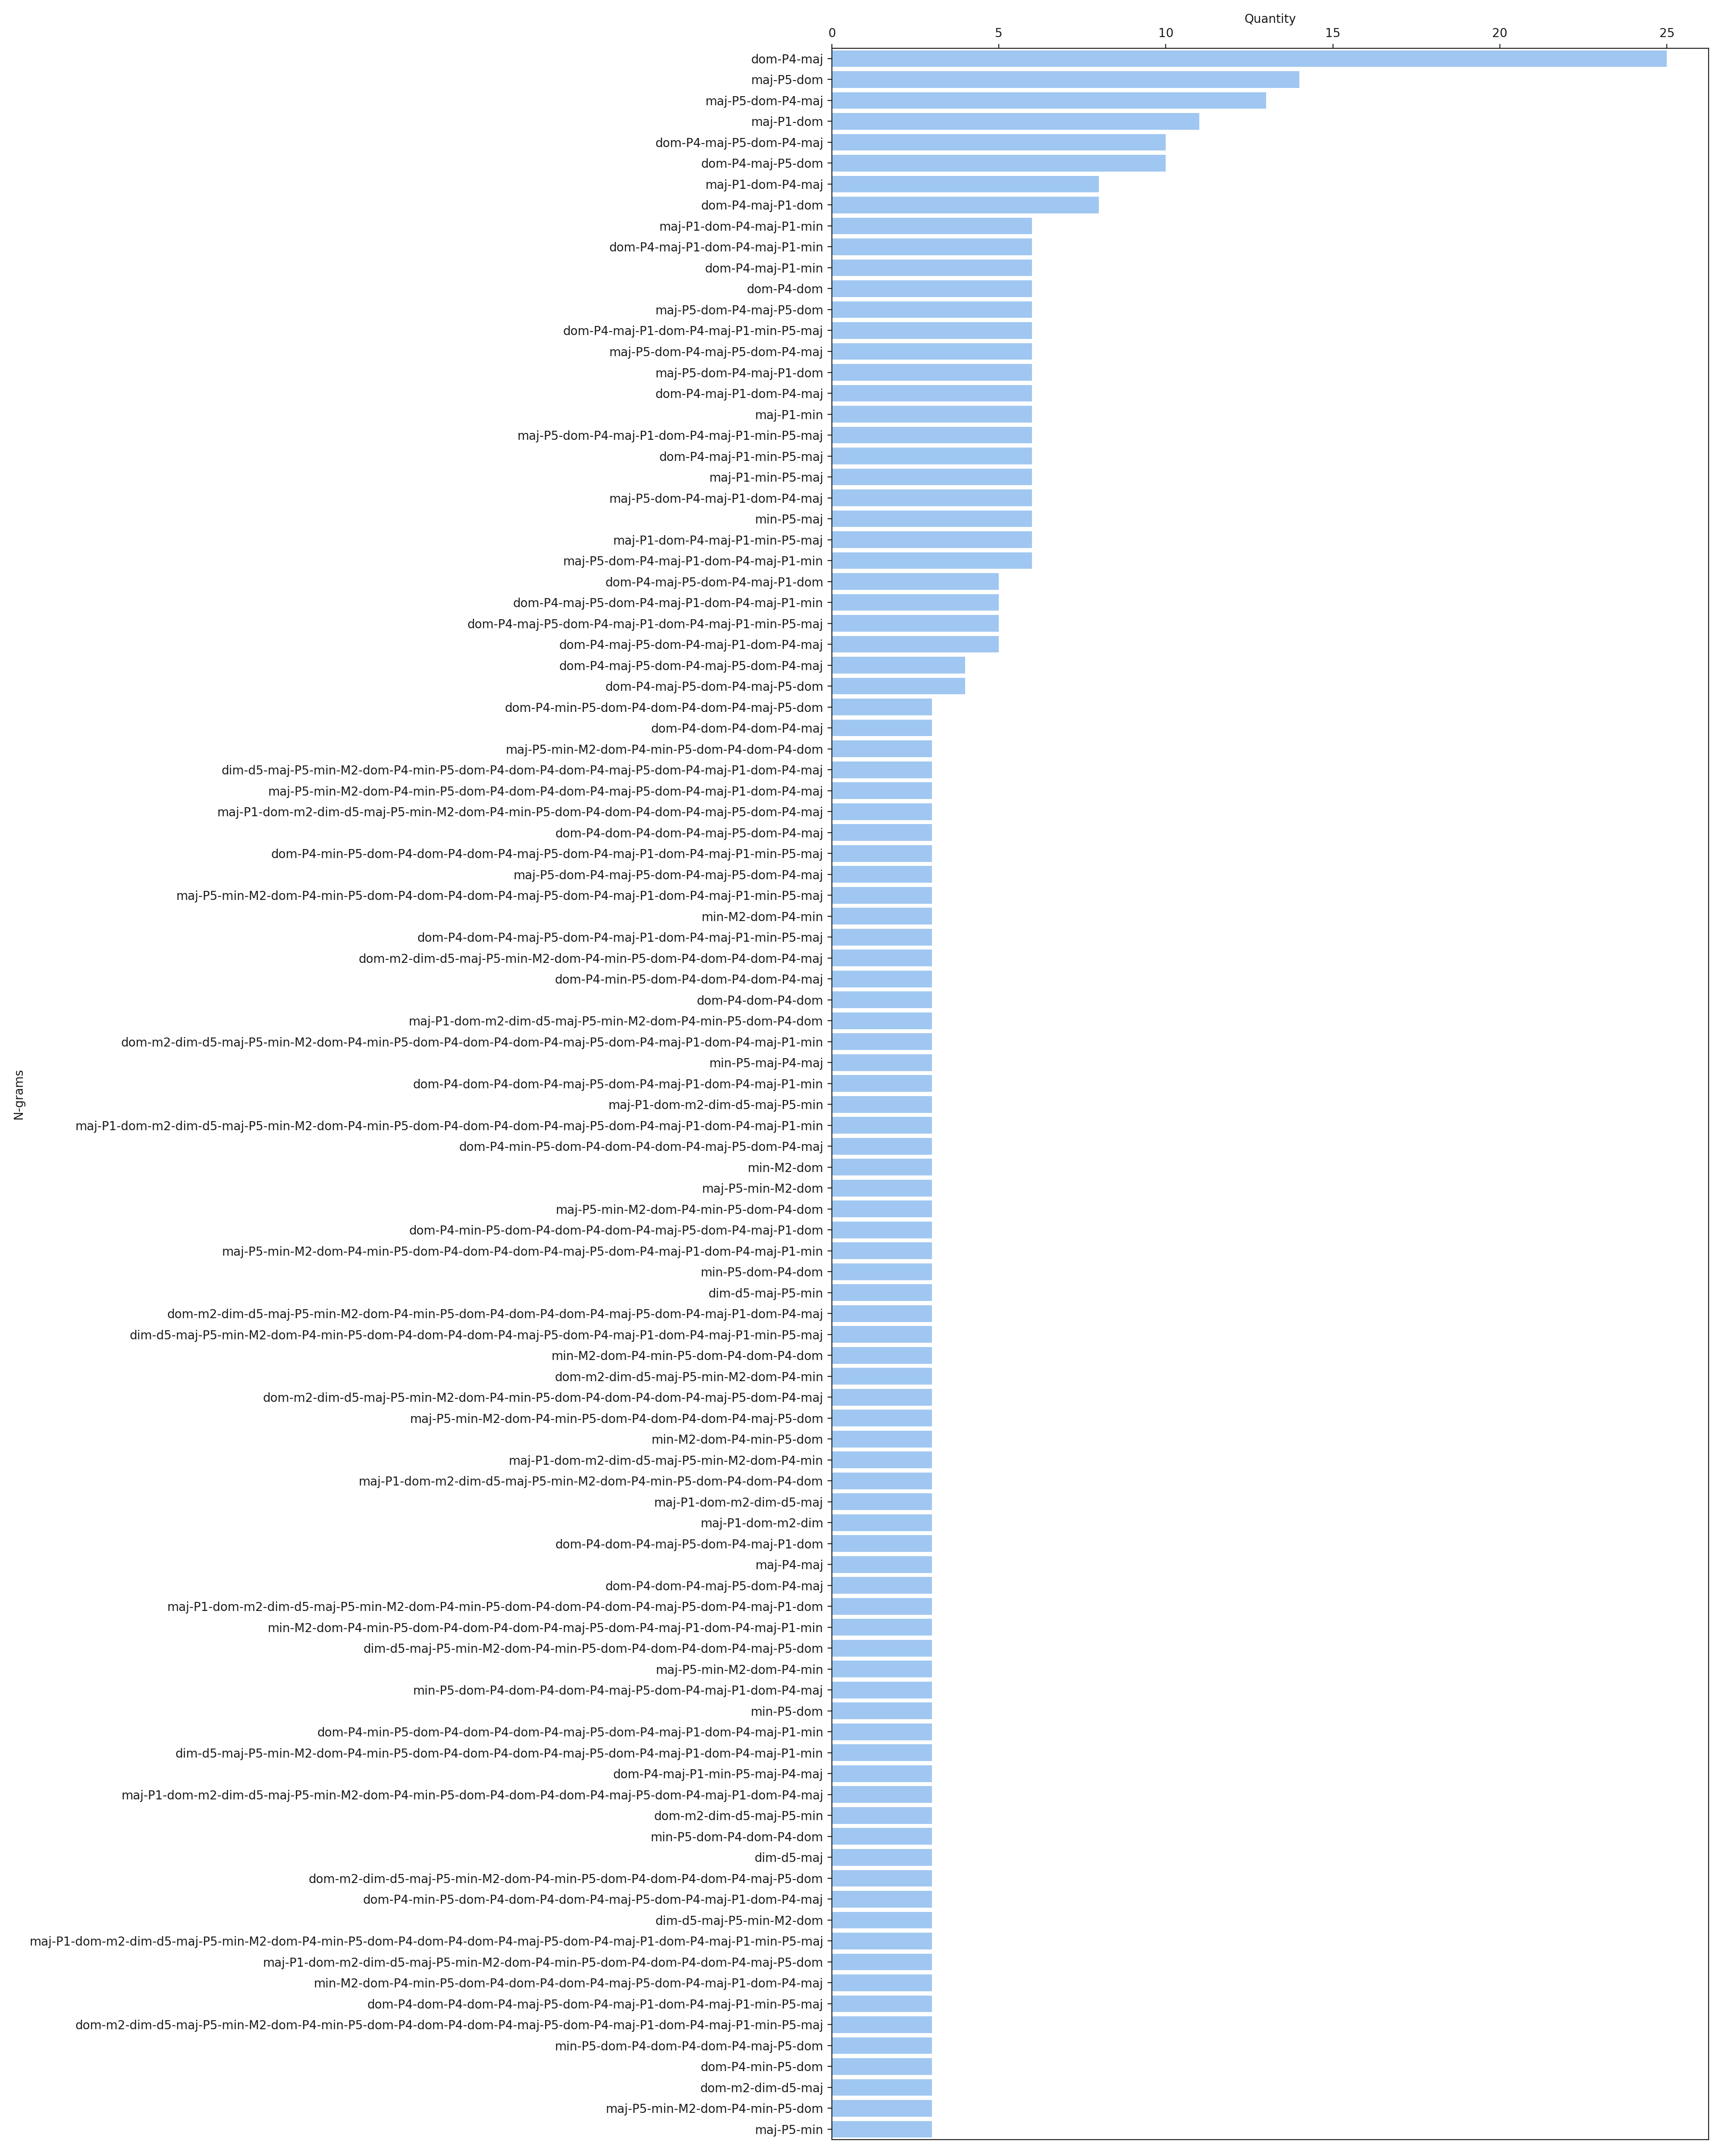 Quantity
0 5 10 15 20 25
dom-P4-maj
maj-P5-dom
maj-P5-dom-P4-maj
maj-P1-dom
dom-P4-maj-P5-dom-P4-maj
dom-P4-maj-P5-dom
maj-P1-dom-P4-maj
dom-P4-maj-P1-dom
maj-P1-dom-P4-maj-P1-min
dom-P4-maj-P1-dom-P4-maj-P1-min
dom-P4-maj-P1-min
dom-P4-dom
maj-P5-dom-P4-maj-P5-dom
dom-P4-maj-P1-dom-P4-maj-P1-min-P5-maj
maj-P5-dom-P4-maj-P5-dom-P4-maj
maj-P5-dom-P4-maj-P1-dom
dom-P4-maj-P1-dom-P4-maj
maj-P1-min
maj-P5-dom-P4-maj-P1-dom-P4-maj-P1-min-P5-maj
dom-P4-maj-P1-min-P5-maj
maj-P1-min-P5-maj
maj-P5-dom-P4-maj-P1-dom-P4-maj
min-P5-maj
maj-P1-dom-P4-maj-P1-min-P5-maj
maj-P5-dom-P4-maj-P1-dom-P4-maj-P1-min
dom-P4-maj-P5-dom-P4-maj-P1-dom
dom-P4-maj-P5-dom-P4-maj-P1-dom-P4-maj-P1-min
dom-P4-maj-P5-dom-P4-maj-P1-dom-P4-maj-P1-min-P5-maj
dom-P4-maj-P5-dom-P4-maj-P1-dom-P4-maj
dom-P4-maj-P5-dom-P4-maj-P5-dom-P4-maj
dom-P4-maj-P5-dom-P4-maj-P5-dom
dom-P4-min-P5-dom-P4-dom-P4-dom-P4-maj-P5-dom
dom-P4-dom-P4-dom-P4-maj
maj-P5-min-M2-dom-P4-min-P5-dom-P4-dom-P4-dom
dim-d5-maj-P5-min-M2-dom-P4-min-P5-dom-P4-dom-P4-dom-P4-maj-P5-dom-P4-maj-P1-dom-P4-maj
maj-P5-min-M2-dom-P4-min-P5-dom-P4-dom-P4-dom-P4-maj-P5-dom-P4-maj-P1-dom-P4-maj
maj-P1-dom-m2-dim-d5-maj-P5-min-M2-dom-P4-min-P5-dom-P4-dom-P4-dom-P4-maj-P5-dom-P4-maj
dom-P4-dom-P4-dom-P4-maj-P5-dom-P4-maj
dom-P4-min-P5-dom-P4-dom-P4-dom-P4-maj-P5-dom-P4-maj-P1-dom-P4-maj-P1-min-P5-maj
maj-P5-dom-P4-maj-P5-dom-P4-maj-P5-dom-P4-maj
maj-P5-min-M2-dom-P4-min-P5-dom-P4-dom-P4-dom-P4-maj-P5-dom-P4-maj-P1-dom-P4-maj-P1-min-P5-maj
min-M2-dom-P4-min
dom-P4-dom-P4-maj-P5-dom-P4-maj-P1-dom-P4-maj-P1-min-P5-maj
dom-m2-dim-d5-maj-P5-min-M2-dom-P4-min-P5-dom-P4-dom-P4-dom-P4-maj
dom-P4-min-P5-dom-P4-dom-P4-dom-P4-maj
dom-P4-dom-P4-dom
maj-P1-dom-m2-dim-d5-maj-P5-min-M2-dom-P4-min-P5-dom-P4-dom
dom-m2-dim-d5-maj-P5-min-M2-dom-P4-min-P5-dom-P4-dom-P4-dom-P4-maj-P5-dom-P4-maj-P1-dom-P4-maj-P1-min
min-P5-maj-P4-maj
dom-P4-dom-P4-dom-P4-maj-P5-dom-P4-maj-P1-dom-P4-maj-P1-min
maj-P1-dom-m2-dim-d5-maj-P5-min
maj-P1-dom-m2-dim-d5-maj-P5-min-M2-dom-P4-min-P5-dom-P4-dom-P4-dom-P4-maj-P5-dom-P4-maj-P1-dom-P4-maj-P1-min
dom-P4-min-P5-dom-P4-dom-P4-dom-P4-maj-P5-dom-P4-maj
min-M2-dom
maj-P5-min-M2-dom
maj-P5-min-M2-dom-P4-min-P5-dom-P4-dom
dom-P4-min-P5-dom-P4-dom-P4-dom-P4-maj-P5-dom-P4-maj-P1-dom
maj-P5-min-M2-dom-P4-min-P5-dom-P4-dom-P4-dom-P4-maj-P5-dom-P4-maj-P1-dom-P4-maj-P1-min
min-P5-dom-P4-dom
dim-d5-maj-P5-min
dom-m2-dim-d5-maj-P5-min-M2-dom-P4-min-P5-dom-P4-dom-P4-dom-P4-maj-P5-dom-P4-maj-P1-dom-P4-maj
dim-d5-maj-P5-min-M2-dom-P4-min-P5-dom-P4-dom-P4-dom-P4-maj-P5-dom-P4-maj-P1-dom-P4-maj-P1-min-P5-maj
min-M2-dom-P4-min-P5-dom-P4-dom-P4-dom
dom-m2-dim-d5-maj-P5-min-M2-dom-P4-min
dom-m2-dim-d5-maj-P5-min-M2-dom-P4-min-P5-dom-P4-dom-P4-dom-P4-maj-P5-dom-P4-maj
maj-P5-min-M2-dom-P4-min-P5-dom-P4-dom-P4-dom-P4-maj-P5-dom
min-M2-dom-P4-min-P5-dom
maj-P1-dom-m2-dim-d5-maj-P5-min-M2-dom-P4-min
maj-P1-dom-m2-dim-d5-maj-P5-min-M2-dom-P4-min-P5-dom-P4-dom-P4-dom
maj-P1-dom-m2-dim-d5-maj
maj-P1-dom-m2-dim
dom-P4-dom-P4-maj-P5-dom-P4-maj-P1-dom
maj-P4-maj
dom-P4-dom-P4-maj-P5-dom-P4-maj
maj-P1-dom-m2-dim-d5-maj-P5-min-M2-dom-P4-min-P5-dom-P4-dom-P4-dom-P4-maj-P5-dom-P4-maj-P1-dom
min-M2-dom-P4-min-P5-dom-P4-dom-P4-dom-P4-maj-P5-dom-P4-maj-P1-dom-P4-maj-P1-min
dim-d5-maj-P5-min-M2-dom-P4-min-P5-dom-P4-dom-P4-dom-P4-maj-P5-dom
maj-P5-min-M2-dom-P4-min
min-P5-dom-P4-dom-P4-dom-P4-maj-P5-dom-P4-maj-P1-dom-P4-maj
min-P5-dom
dom-P4-min-P5-dom-P4-dom-P4-dom-P4-maj-P5-dom-P4-maj-P1-dom-P4-maj-P1-min
dim-d5-maj-P5-min-M2-dom-P4-min-P5-dom-P4-dom-P4-dom-P4-maj-P5-dom-P4-maj-P1-dom-P4-maj-P1-min
dom-P4-maj-P1-min-P5-maj-P4-maj
maj-P1-dom-m2-dim-d5-maj-P5-min-M2-dom-P4-min-P5-dom-P4-dom-P4-dom-P4-maj-P5-dom-P4-maj-P1-dom-P4-maj
dom-m2-dim-d5-maj-P5-min
min-P5-dom-P4-dom-P4-dom
dim-d5-maj
dom-m2-dim-d5-maj-P5-min-M2-dom-P4-min-P5-dom-P4-dom-P4-dom-P4-maj-P5-dom
dom-P4-min-P5-dom-P4-dom-P4-dom-P4-maj-P5-dom-P4-maj-P1-dom-P4-maj
dim-d5-maj-P5-min-M2-dom
maj-P1-dom-m2-dim-d5-maj-P5-min-M2-dom-P4-min-P5-dom-P4-dom-P4-dom-P4-maj-P5-dom-P4-maj-P1-dom-P4-maj-P1-min-P5-maj
maj-P1-dom-m2-dim-d5-maj-P5-min-M2-dom-P4-min-P5-dom-P4-dom-P4-dom-P4-maj-P5-dom
min-M2-dom-P4-min-P5-dom-P4-dom-P4-dom-P4-maj-P5-dom-P4-maj-P1-dom-P4-maj
dom-P4-dom-P4-dom-P4-maj-P5-dom-P4-maj-P1-dom-P4-maj-P1-min-P5-maj
dom-m2-dim-d5-maj-P5-min-M2-dom-P4-min-P5-dom-P4-dom-P4-dom-P4-maj-P5-dom-P4-maj-P1-dom-P4-maj-P1-min-P5-maj
min-P5-dom-P4-dom-P4-dom-P4-maj-P5-dom
dom-P4-min-P5-dom
dom-m2-dim-d5-maj
maj-P5-min-M2-dom-P4-min-P5-dom
maj-P5-min
N-grams